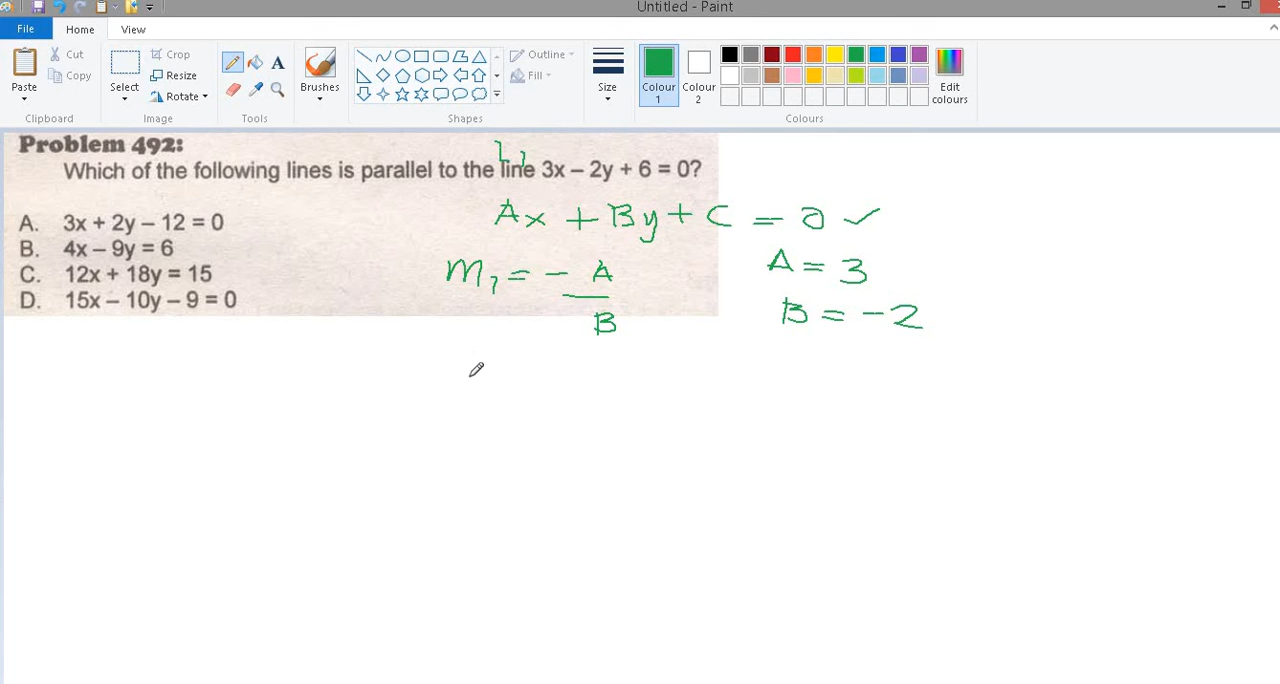 Untitled - Paint
File Home View
Paste
Cut
Copy
Clipboard
Select
Crop
Resize
Rotate
Image
Tools
Brushes
Outline
Fill
Shapes
Size
Colour 1
Colour 2
Edit colours
Colours
Problem 492:
L1
Which of the following lines is parallel to the line 3x – 2y + 6 = 0?
A. 3x + 2y – 12 = 0
B. 4x – 9y = 6
C. 12x + 18y = 15
D. 15x – 10y – 9 = 0
Ax + By + C = 0 ✓
m1 = - A
B
A = 3
B = -2